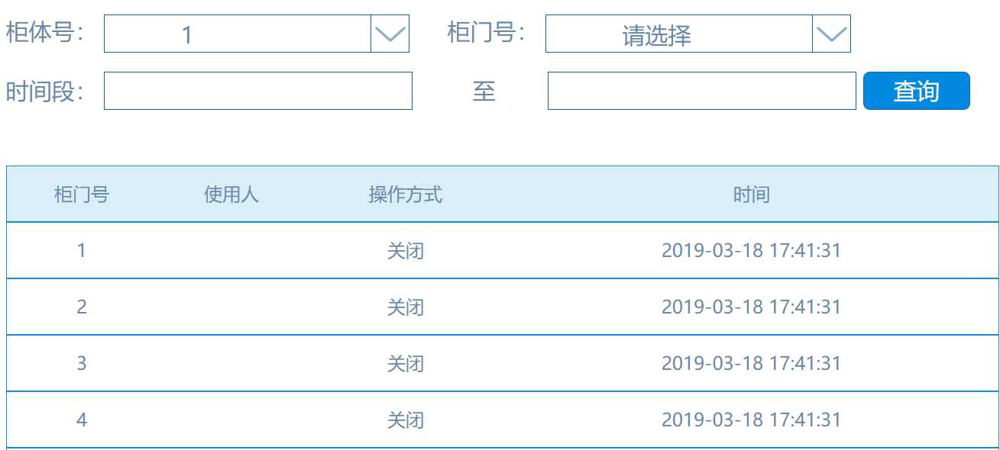 柜体号： 1 柜门号： 请选择
时间段： 至 查询
柜门号 使用人 操作方式 时间
1 关闭 2019-03-18 17:41:31
2 关闭 2019-03-18 17:41:31
3 关闭 2019-03-18 17:41:31
4 关闭 2019-03-18 17:41:31